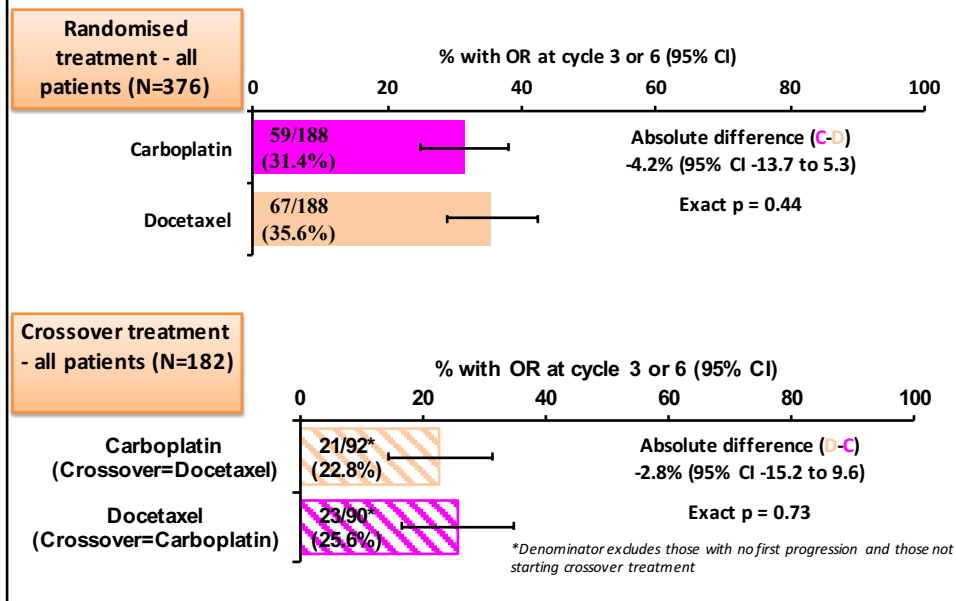 Randomised
treatment - all
patients (N=376)
% with OR at cycle 3 or 6 (95% CI)
0 20 40 60 80 100
Carboplatin
59/188
(31.4%)
Absolute difference (C-D)
-4.2% (95% CI -13.7 to 5.3)
Docetaxel
67/188
(35.6%)
Exact p = 0.44
Crossover treatment
- all patients (N=182)
% with OR at cycle 3 or 6 (95% CI)
0 20 40 60 80 100
Carboplatin
(Crossover=Docetaxel)
21/92*
(22.8%)
Absolute difference (D-C)
-2.8% (95% CI -15.2 to 9.6)
Docetaxel
(Crossover=Carboplatin)
23/90*
(25.6%)
Exact p = 0.73
*Denominator excludes those with no first progression and those not
starting crossover treatment